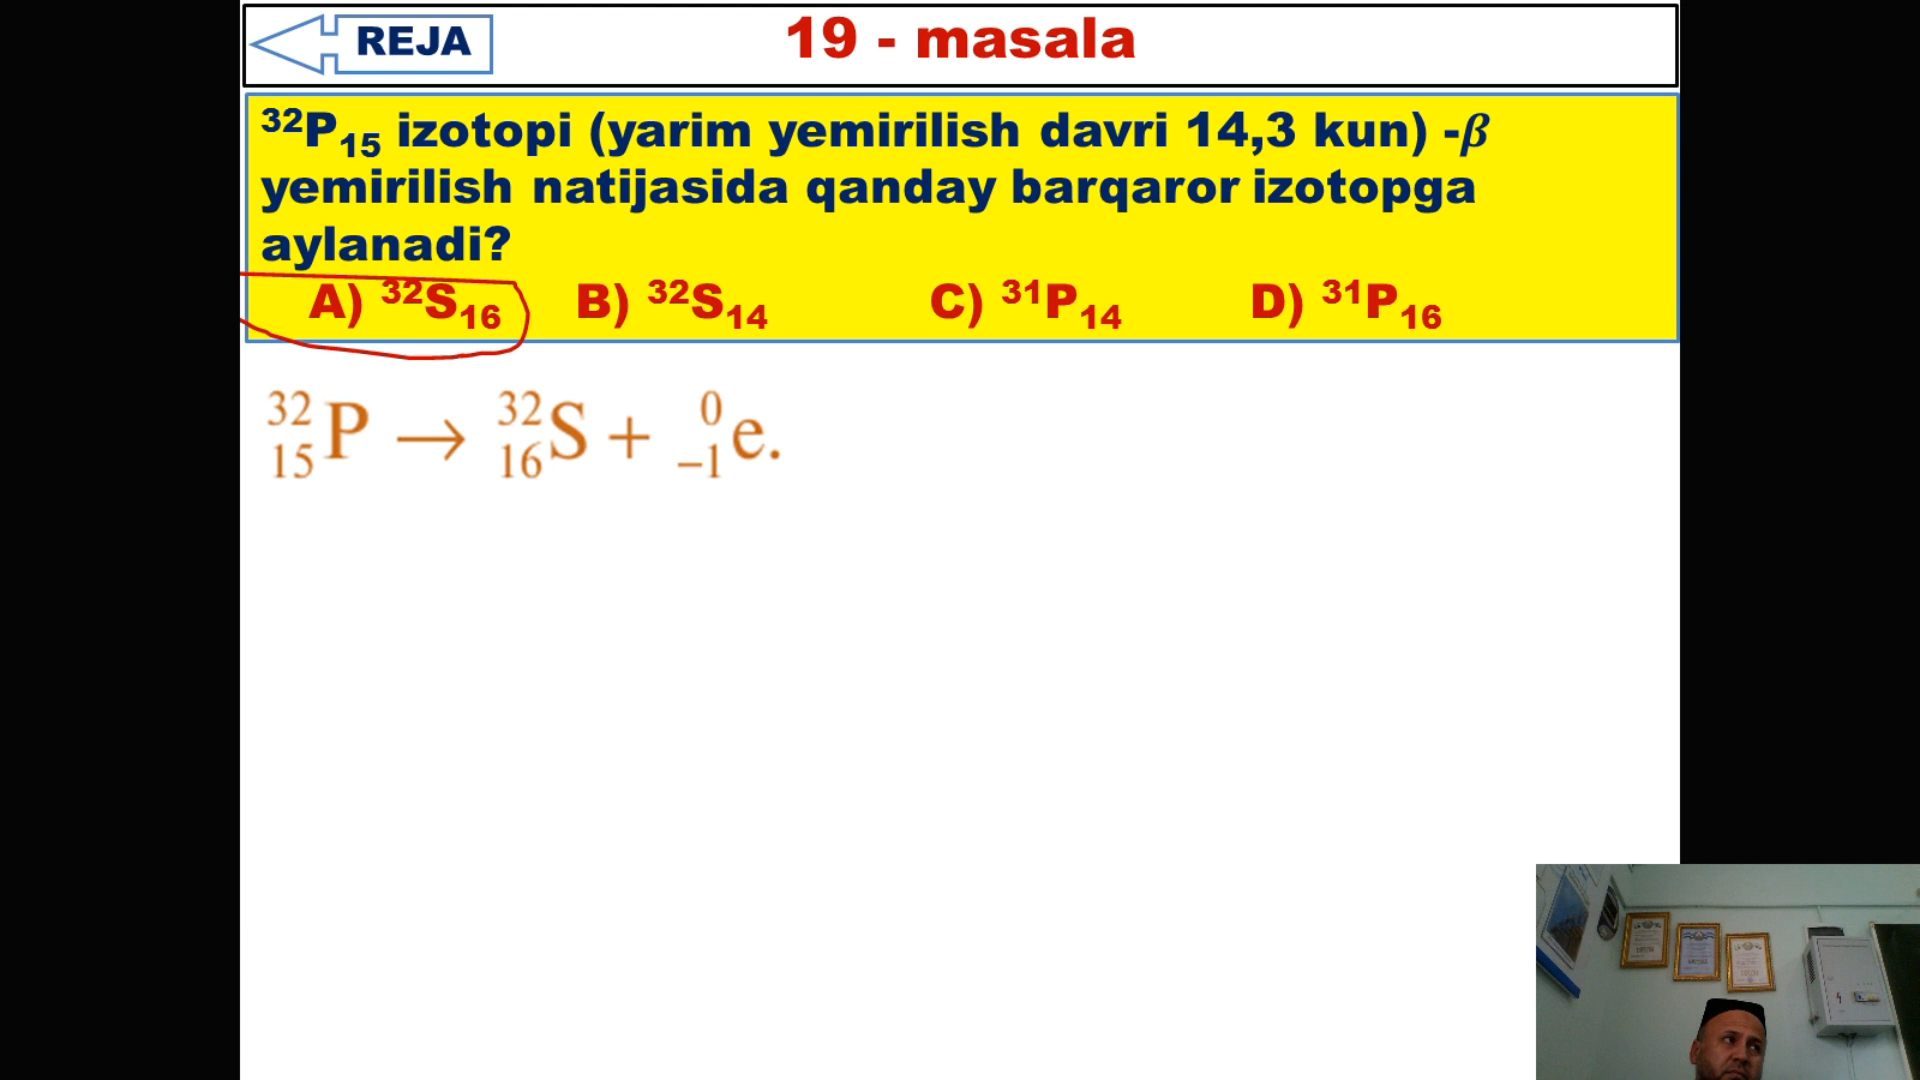 REJA
19 - masala
³²P₁₅ izotopi (yarim yemirilish davri 14,3 kun) -β
yemirilish natijasida qanday barqaror izotopga
aylanadi?
A) ³²S₁₆ B) ³²S₁₄ C) ³¹P₁₄ D) ³¹P₁₆
³²₁₅P → ³²₁₆S + ⁰₋₁e.